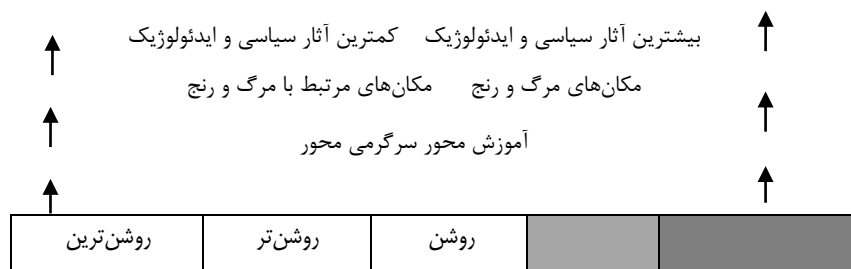 بیشترین آثار سیاسی و ایدئولوژیک کمترین آثار سیاسی و ایدئولوژیک
مکان‌های مرگ و رنج مکان‌های مرتبط با مرگ و رنج
آموزش محور سرگرمی محور
روشن روشن‌تر روشن‌ترین